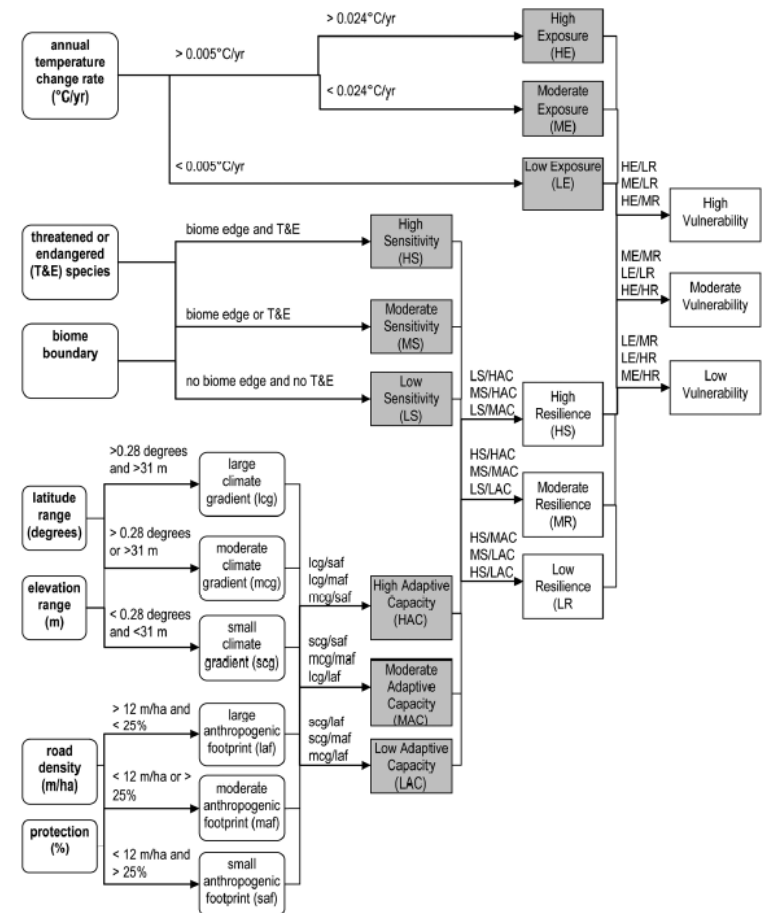 annual
temperature
change rate
(°C/yr)
> 0.005°C/yr
> 0.024°C/yr
< 0.024°C/yr
< 0.005°C/yr
High
Exposure
(HE)
Moderate
Exposure
(ME)
Low Exposure
(LE)
HE/LR
ME/LR
HE/MR
High
Vulnerability
ME/MR
LE/LR
HE/HR
Moderate
Vulnerability
LE/MR
LE/HR
ME/HR
Low
Vulnerability
threatened or
endangered
(T&E) species
biome
boundary
biome edge and T&E
biome edge or T&E
no biome edge and no T&E
High
Sensitivity
(HS)
Moderate
Sensitivity
(MS)
Low
Sensitivity
(LS)
LS/HAC
MS/HAC
LS/MAC
High
Resilience
(HS)
HS/HAC
MS/MAC
LS/LAC
Moderate
Resilience
(MR)
HS/MAC
MS/LAC
HS/LAC
Low
Resilience
(LR
latitude
range
(degrees)
elevation
range
(m)
>0.28 degrees
and >31 m
> 0.28 degrees
or >31 m
< 0.28 degrees
and <31 m
large
climate
gradient (lcg)
moderate
climate
gradient (mcg)
small
climate
gradient (scg)
lcg/saf
lcg/maf
mcg/saf
High Adaptive
Capacity
(HAC)
scg/saf
mcg/maf
lcg/laf
Moderate
Adaptive
Capacity
(MAC)
scg/laf
scg/maf
mcg/laf
Low Adaptive
Capacity
(LAC)
road
density
(m/ha)
protection
(%)
> 12 m/ha and
< 25%
< 12 m/ha or >
25%
< 12 m/ha and
> 25%
large
anthropogenic
footprint (laf)
moderate
anthropogenic
footprint (maf)
small
anthropogenic
footprint (saf)